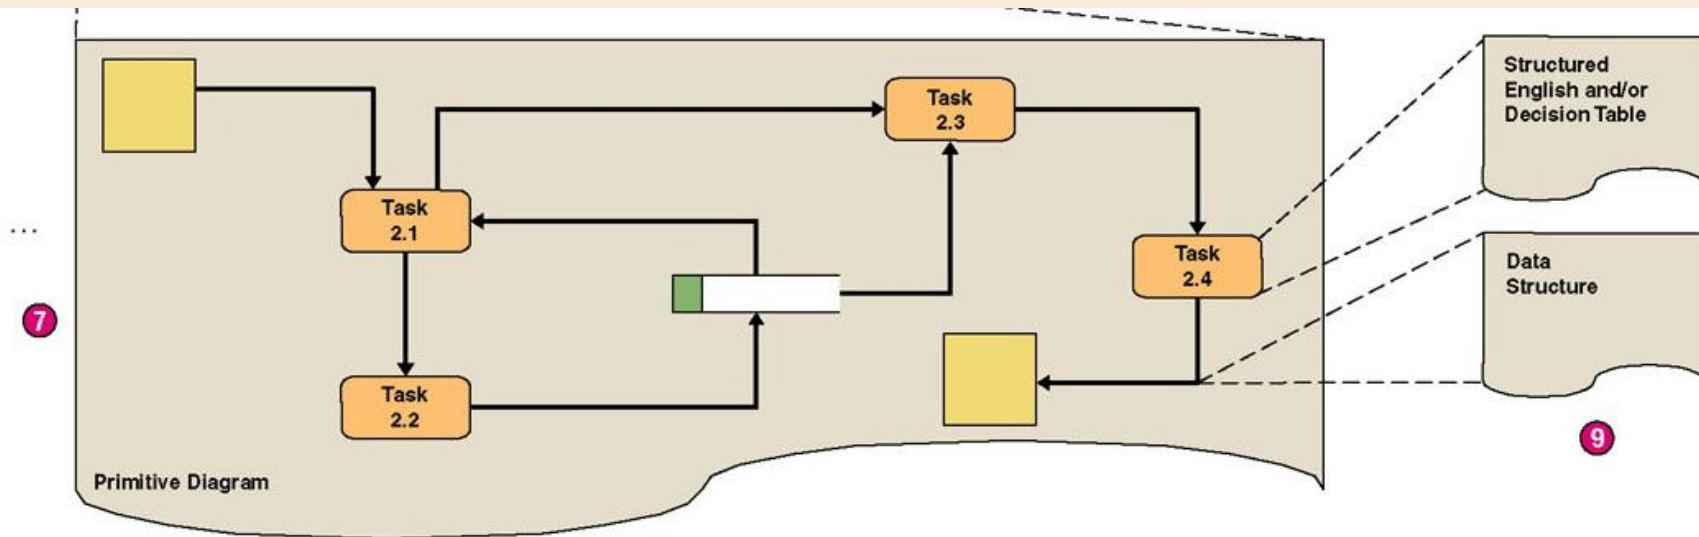 Task
2.3
Structured
English and/or
Decision Table
Task
2.1
...
Task
2.4
Data
Structure
7
Task
2.2
9
Primitive Diagram